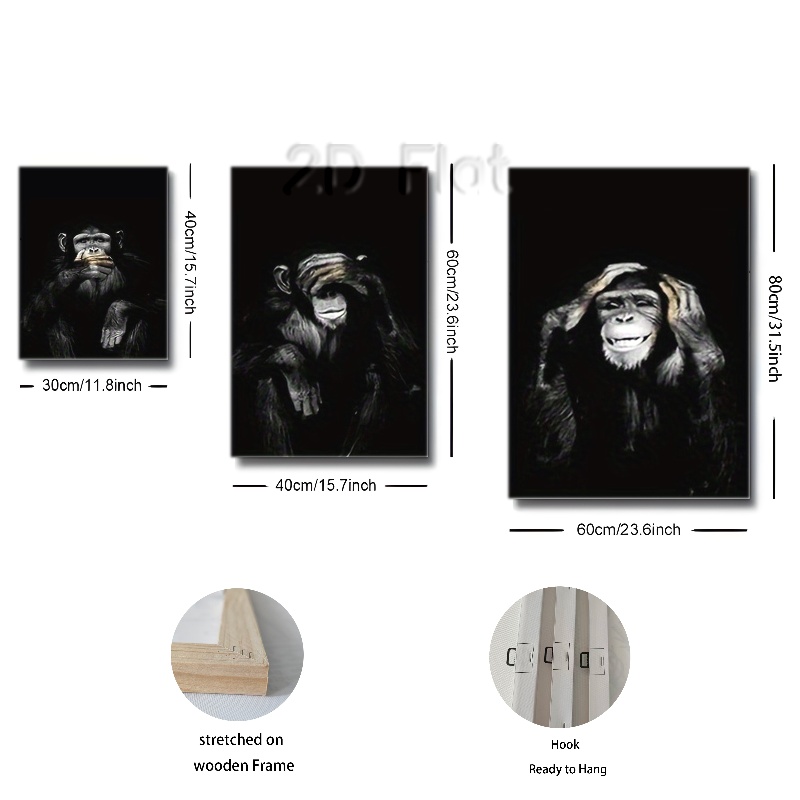 2D Flat
40cm/15.7inch
30cm/11.8inch
60cm/23.6inch
40cm/15.7inch
80cm/31.5inch
60cm/23.6inch
stretched on
wooden Frame
Hook
Ready to Hang